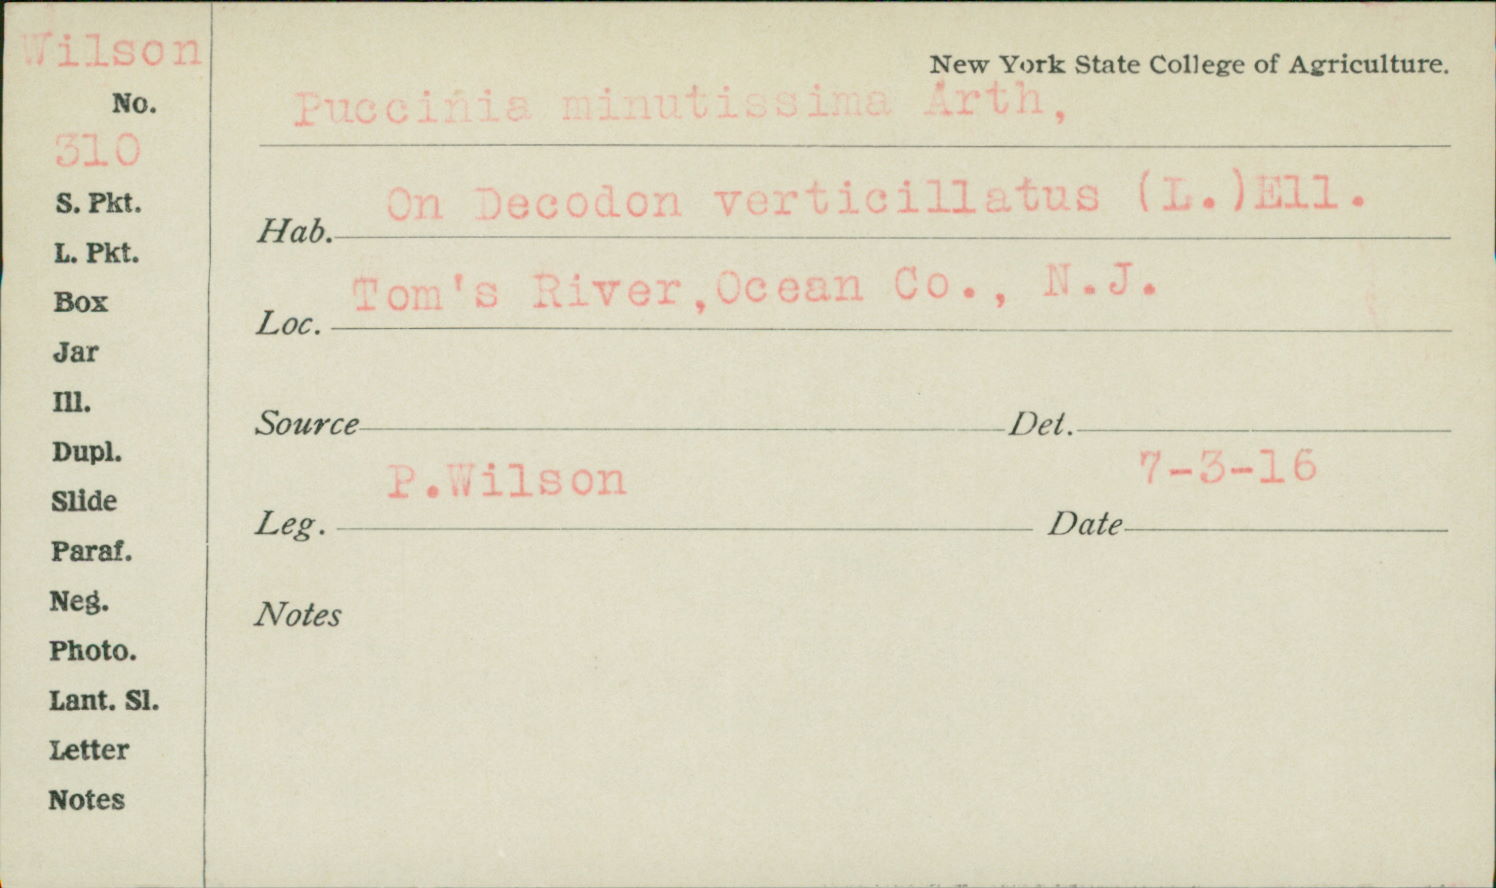 Wilson
No.
310
S. Pkt.
L. Pkt.
Box
Jar
Ill.
Dupl.
Slide
Paraf.
Neg.
Photo.
Lant. Sl.
Letter
Notes
New York State College of Agriculture.
Puccinia minutissima Arth,
Hab. On Decodon verticillatus (L.)Ell.
Loc. Tom's River,Ocean Co., N.J.
Source Det.
Leg. P.Wilson Date 7-3-16
Notes